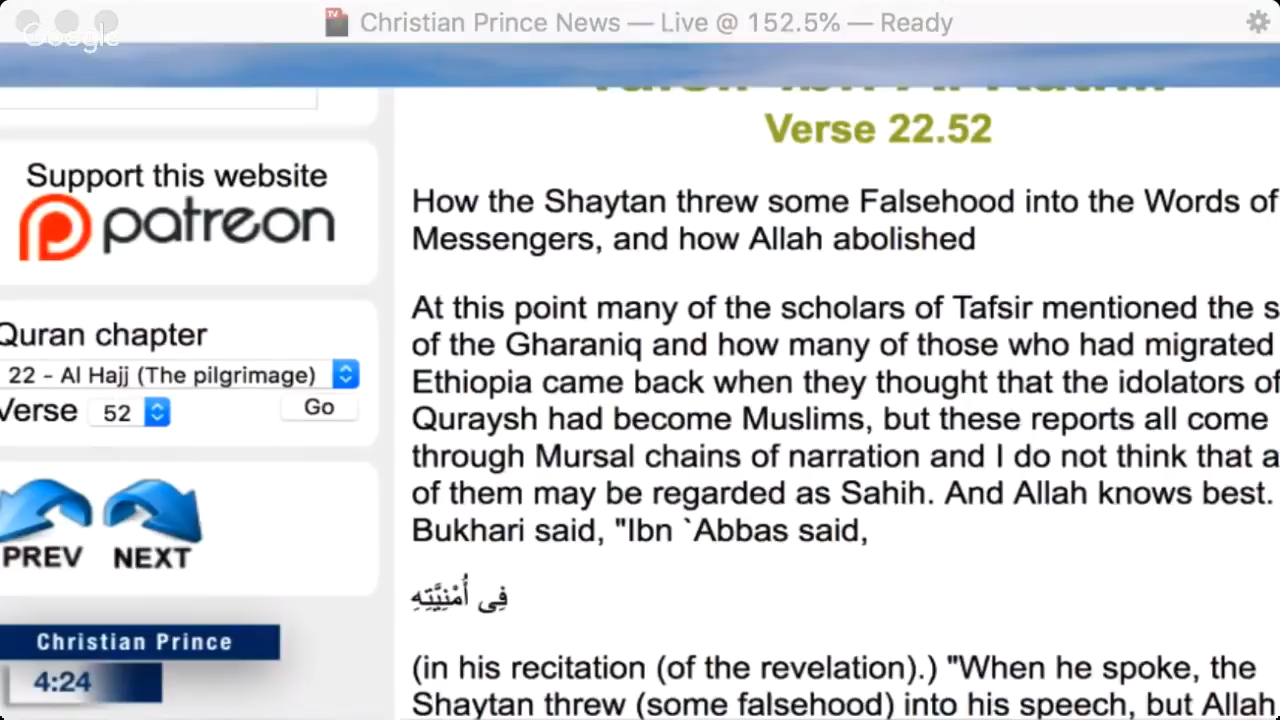 Google
Christian Prince News — Live @ 152.5% — Ready
Verse 22.52
Support this website
patreon
Quran chapter
22 - Al Hajj (The pilgrimage)
Verse 52 Go
PREV NEXT
Christian Prince
4:24
How the Shaytan threw some Falsehood into the Words of
Messengers, and how Allah abolished
At this point many of the scholars of Tafsir mentioned the s
of the Gharaniq and how many of those who had migrated
Ethiopia came back when they thought that the idolators of
Quraysh had become Muslims, but these reports all come
through Mursal chains of narration and I do not think that a
of them may be regarded as Sahih. And Allah knows best.
Bukhari said, "Ibn `Abbas said,
فِى أُمْنِيَّتِهِ
(in his recitation (of the revelation).) "When he spoke, the
Shaytan threw (some falsehood) into his speech, but Allah